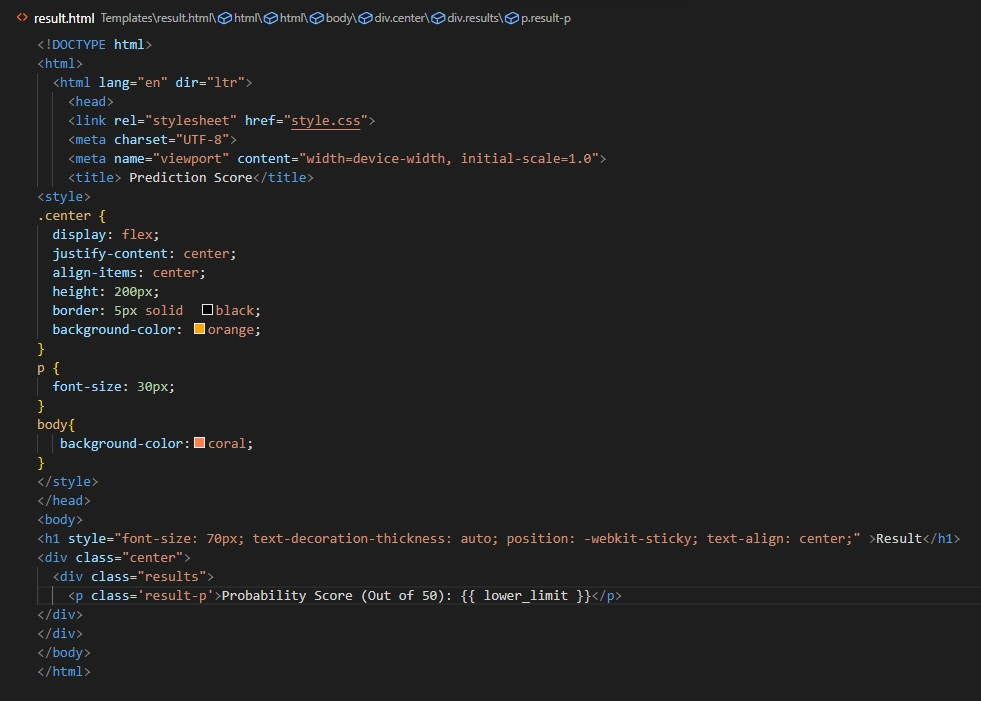 result.html Templates\result.html\html\html\body\div.center\div.results\p.result-p
<!DOCTYPE html>
<html>
  <html lang="en" dir="ltr">
    <head>
    <link rel="stylesheet" href="style.css">
    <meta charset="UTF-8">
    <meta name="viewport" content="width=device-width, initial-scale=1.0">
    <title> Prediction Score</title>
<style>
.center {
  display: flex;
  justify-content: center;
  align-items: center;
  height: 200px;
  border: 5px solid  black;
  background-color: orange;
}
p {
  font-size: 30px;
}
body{
   background-color:coral;
}
</style>
</head>
<body>
<h1 style="font-size: 70px; text-decoration-thickness: auto; position: -webkit-sticky; text-align: center;" >Result</h1>
<div class="center">
  <div class="results">
    <p class='result-p'>Probability Score (Out of 50): {{ lower_limit }}</p>
</div>
</div>
</body>
</html>